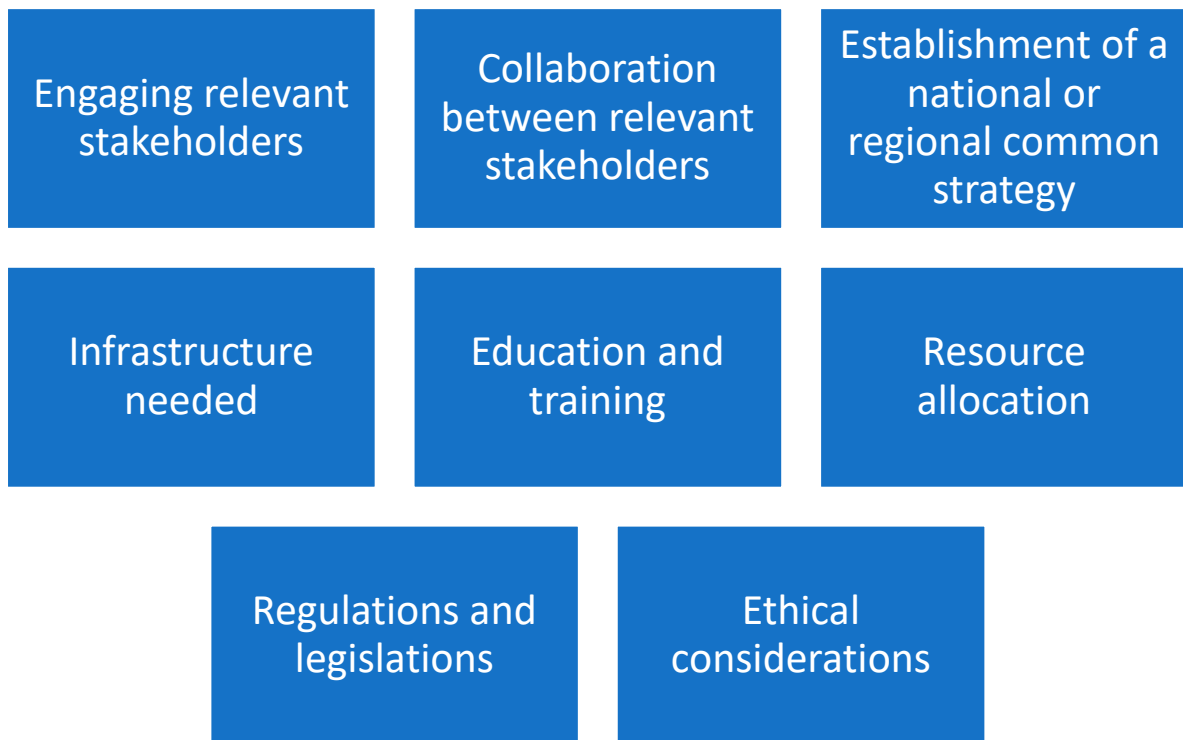 Engaging relevant
stakeholders
Collaboration
between relevant
stakeholders
Establishment of a
national or
regional common
strategy
Infrastructure
needed
Education and
training
Resource
allocation
Regulations and
legislations
Ethical
considerations